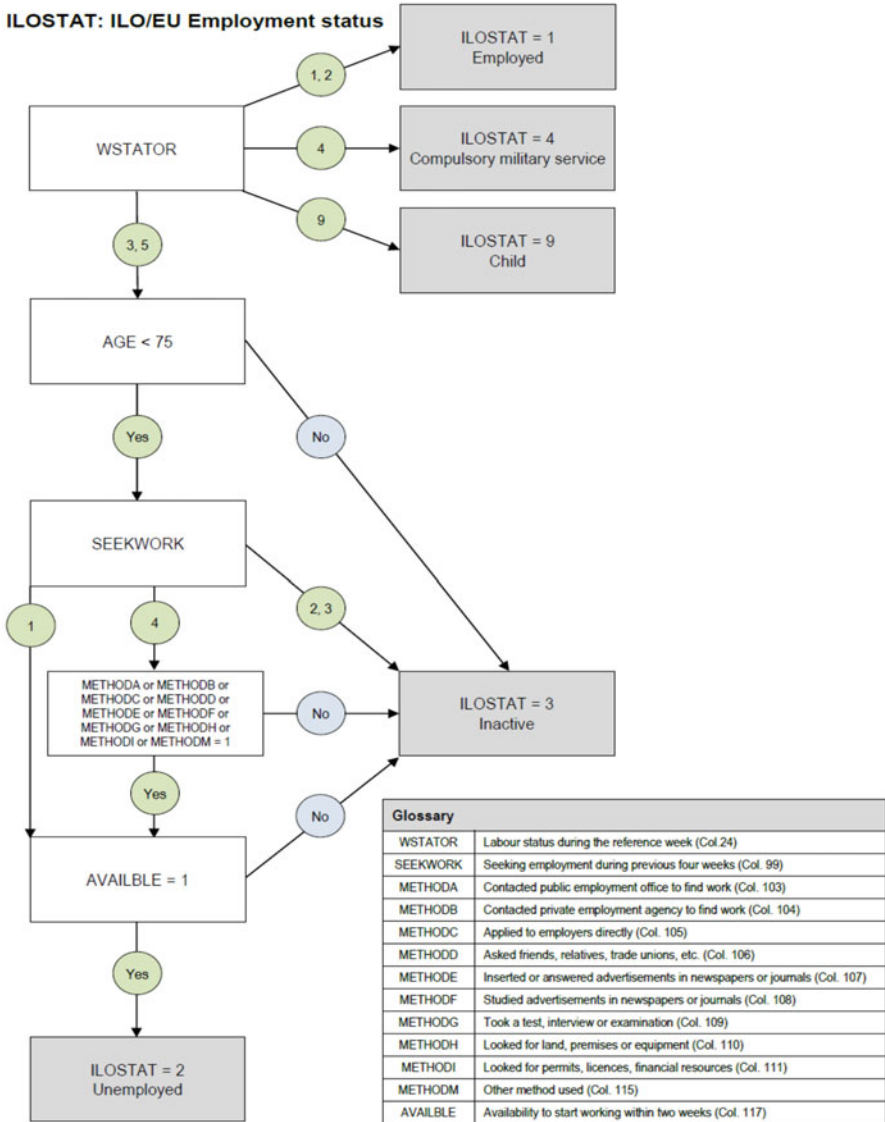 ILOSTAT: ILO/EU Employment status
ILOSTAT = 1
Employed
1, 2
WSTATOR
4
ILOSTAT = 4
Compulsory military service
9
ILOSTAT = 9
Child
3, 5
AGE < 75
Yes
No
SEEKWORK
1
4
2, 3
METHODA or METHODB or
METHODC or METHODD or
METHODE or METHODF or
METHODG or METHODH or
METHODI or METHODM = 1
No
ILOSTAT = 3
Inactive
Yes
No
AVAILBLE = 1
Yes
ILOSTAT = 2
Unemployed
Glossary
WSTATOR Labour status during the reference week (Col.24)
SEEKWORK Seeking employment during previous four weeks (Col. 99)
METHODA Contacted public employment office to find work (Col. 103)
METHODB Contacted private employment agency to find work (Col. 104)
METHODC Applied to employers directly (Col. 105)
METHODD Asked friends, relatives, trade unions, etc. (Col. 106)
METHODE Inserted or answered advertisements in newspapers or journals (Col. 107)
METHODF Studied advertisements in newspapers or journals (Col. 108)
METHODG Took a test, interview or examination (Col. 109)
METHODH Looked for land, premises or equipment (Col. 110)
METHODI Looked for permits, licences, financial resources (Col. 111)
METHODM Other method used (Col. 115)
AVAILBLE Availability to start working within two weeks (Col. 117)